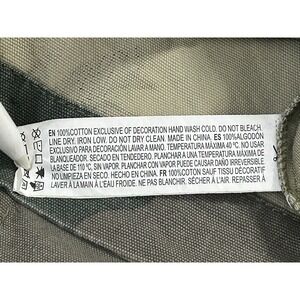 EN 100%COTTON EXCLUSIVE OF DECORATION HAND WASH COLD. DO NOT BLEACH.
LINE DRY. IRON LOW. DO NOT DRY CLEAN. MADE IN CHINA. ES 100%ALGODON
EXCLUSIVO PARA DECORACIÓN LAVAR A MANO. TEMPERATURA MÁXIMA 40 ºC. NO USAR
BLANQUEADOR, SECADO EN TENDEDERO. PLANCHAR A UNA TEMPERATURA MÁXIMA DE
LA BASE DE 110 ºC, SIN VAPOR. PLANCHAR CON VAPOR PUEDE CAUSAR DAÑO IRREVERSIBLE.
NO LIMPIEZA EN SECO. HECHO EN CHINA. FR 100%COTON SAUF TISSU DÉCORATIF
LAVER À LA MAIN À L'EAU FROIDE. NE PAS BLANCHIR. SÉCHER À L'AIR. REPASSER À